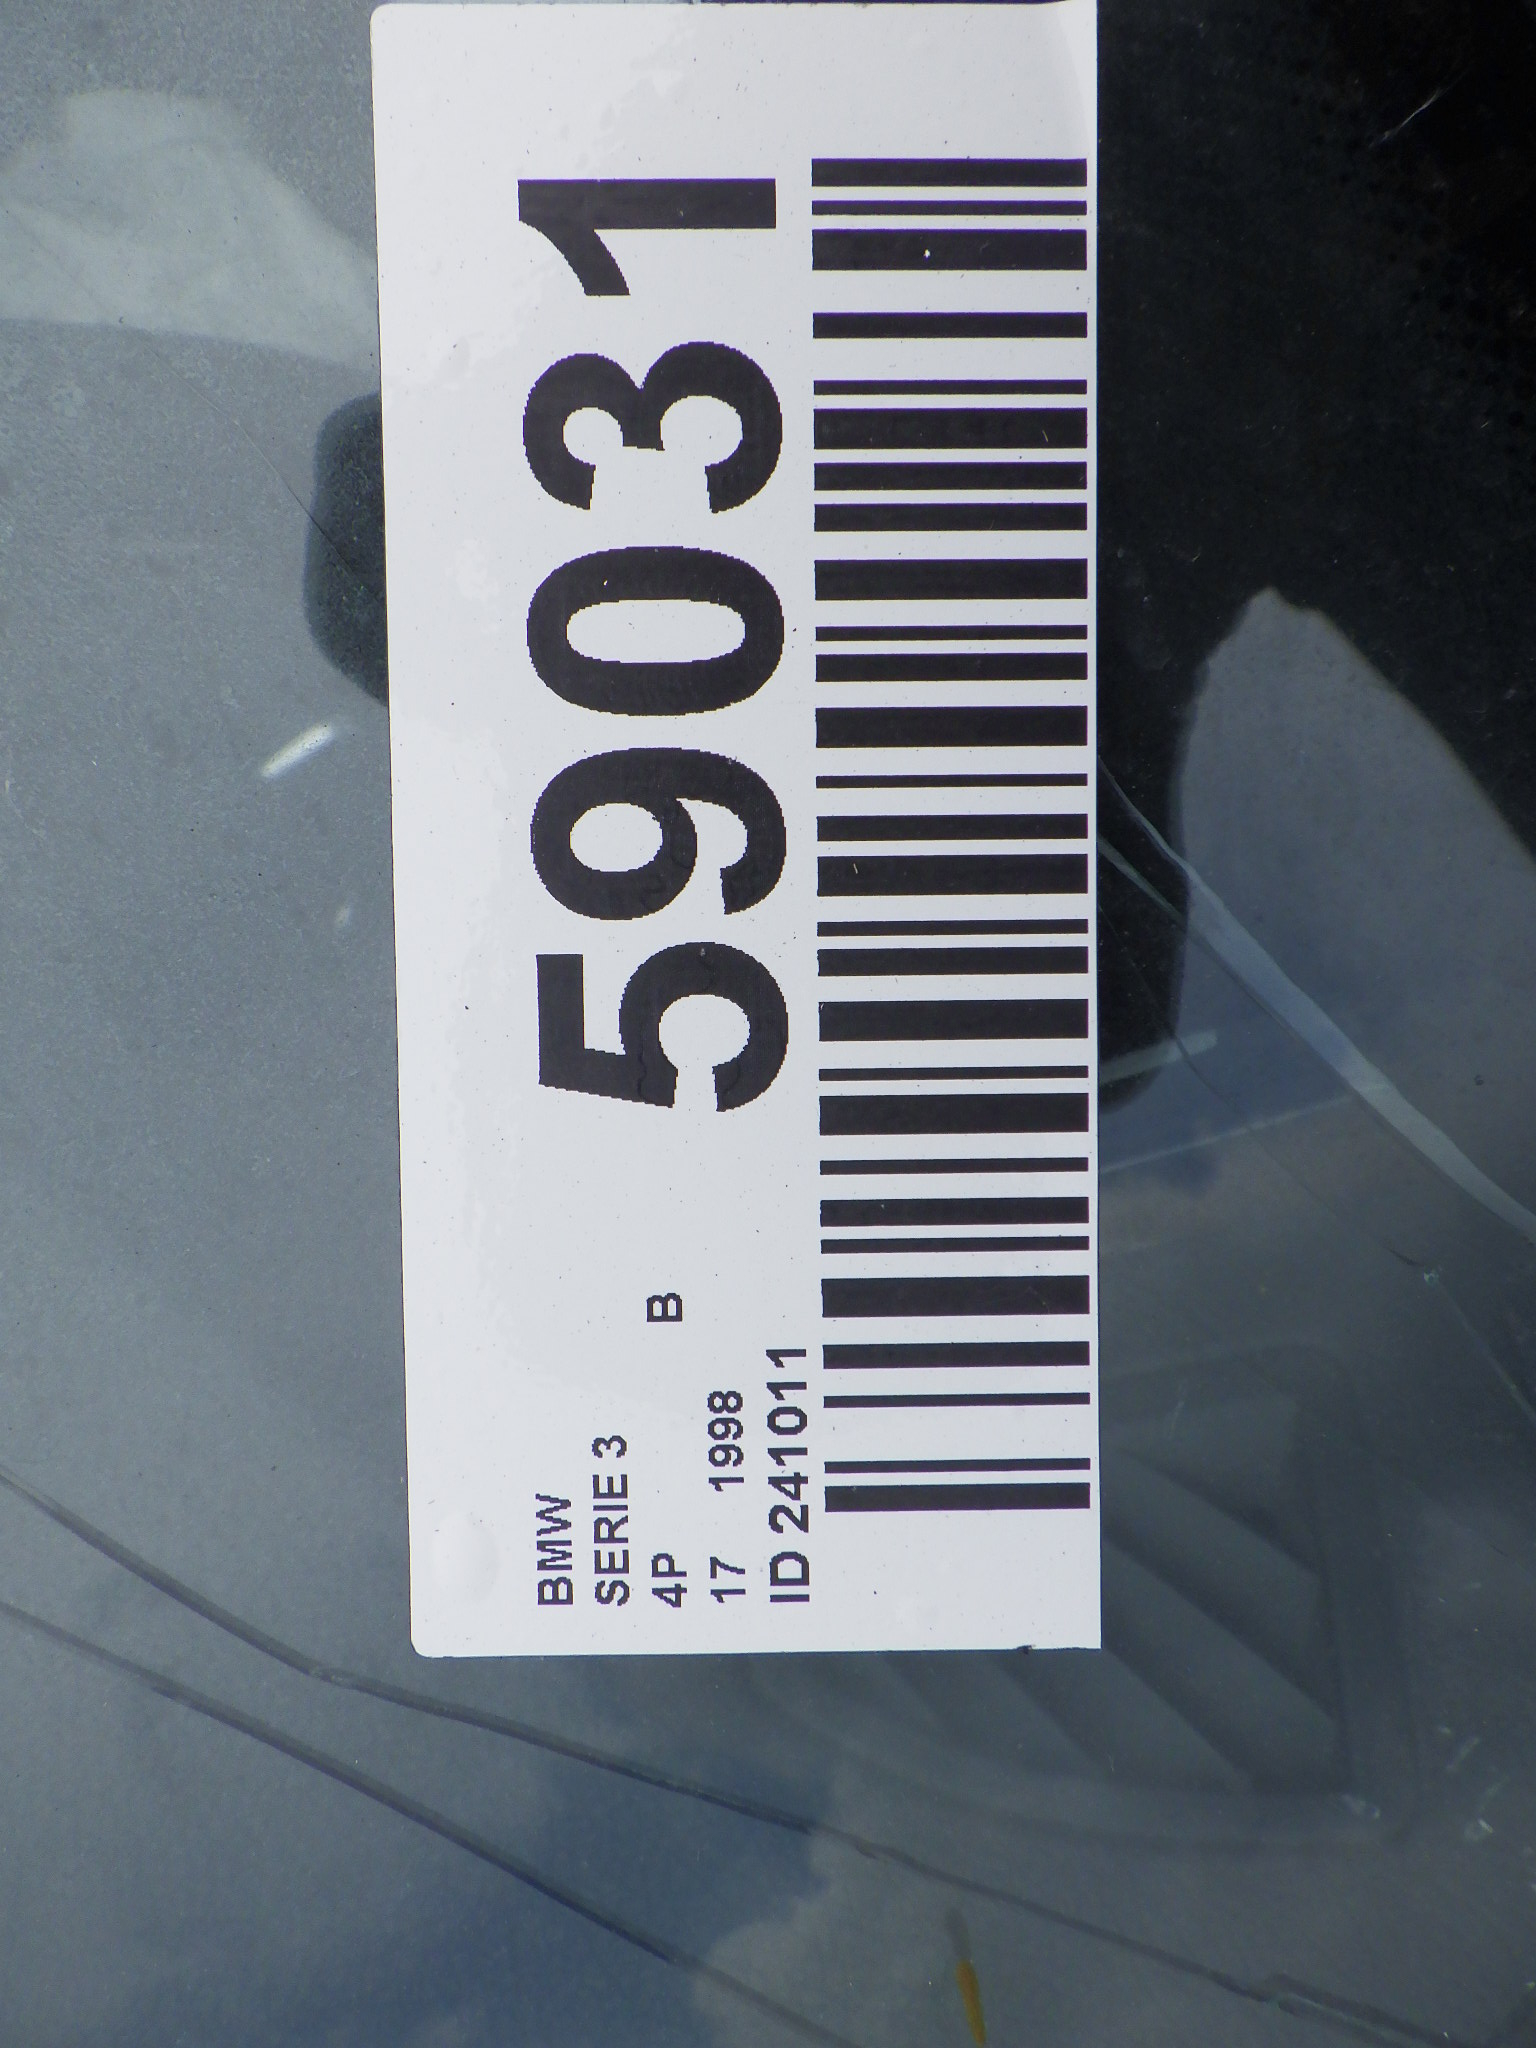 BMW
SERIE 3
4P B
17 1998
ID 241011
59031